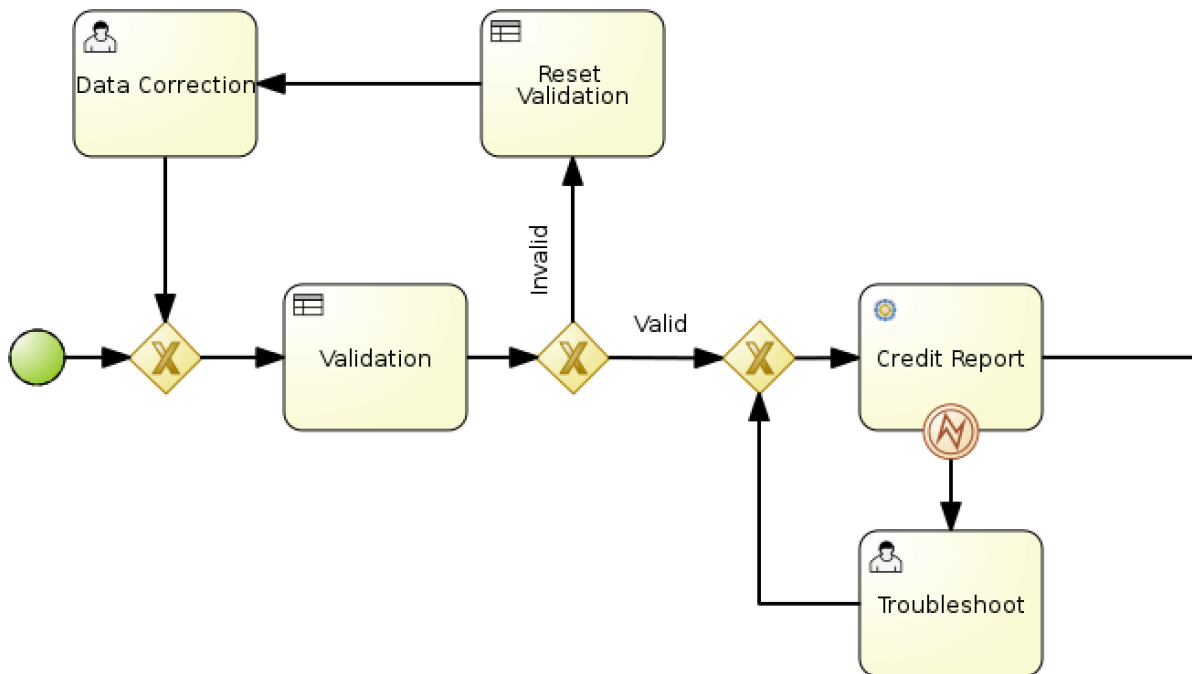 Data Correction
Reset
Validation
Invalid
Valid
Validation
Credit Report
Troubleshoot